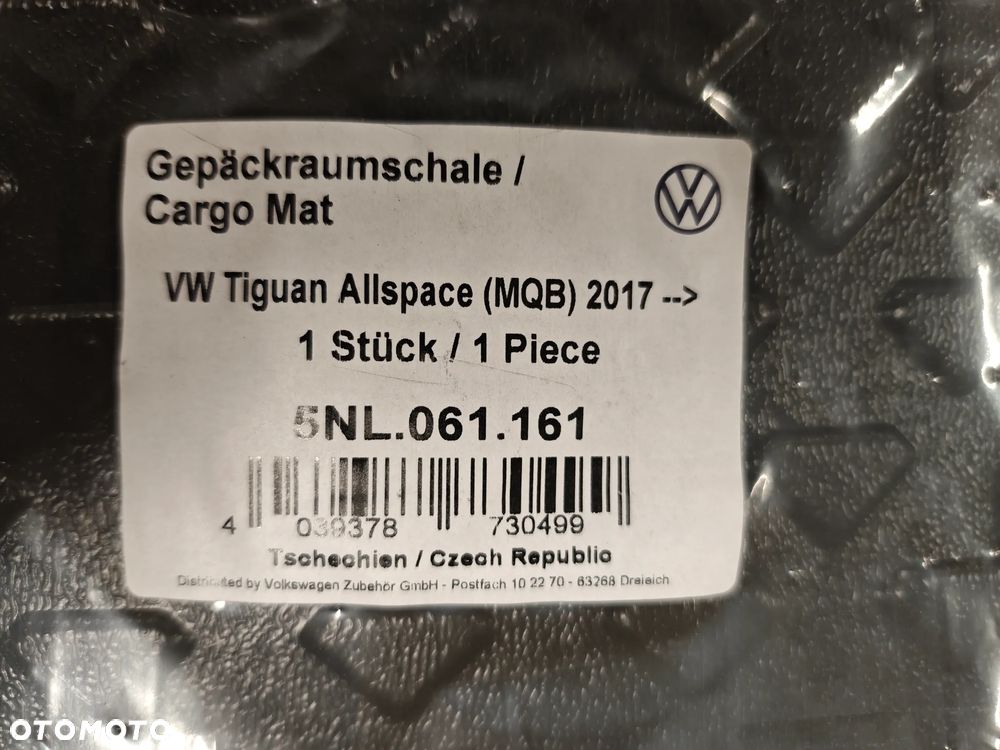 Gepäckraumschale /
Cargo Mat
VW Tiguan Allspace (MQB) 2017 -->
1 Stück / 1 Piece
5NL.061.161
4 039378 730499
Tschechien / Czech Republic
Distributed by Volkswagen Zubehör GmbH - Postfach 10 22 70 - 63268 Dreieich
OTOMOTO